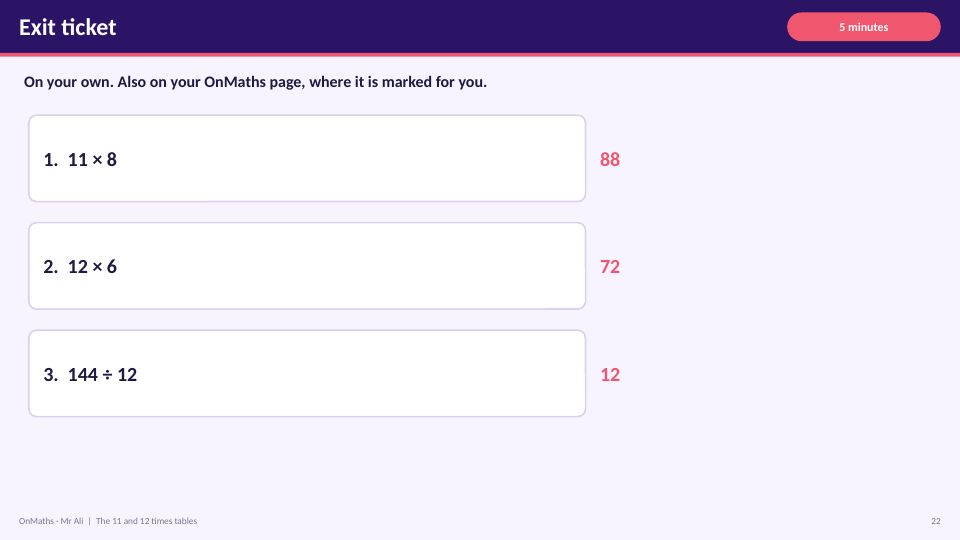 Exit ticket
5 minutes
On your own. Also on your OnMaths page, where it is marked for you.
1. 11 × 8
88
2. 12 × 6
72
3. 144 ÷ 12
12
OnMaths - Mr Ali | The 11 and 12 times tables
22